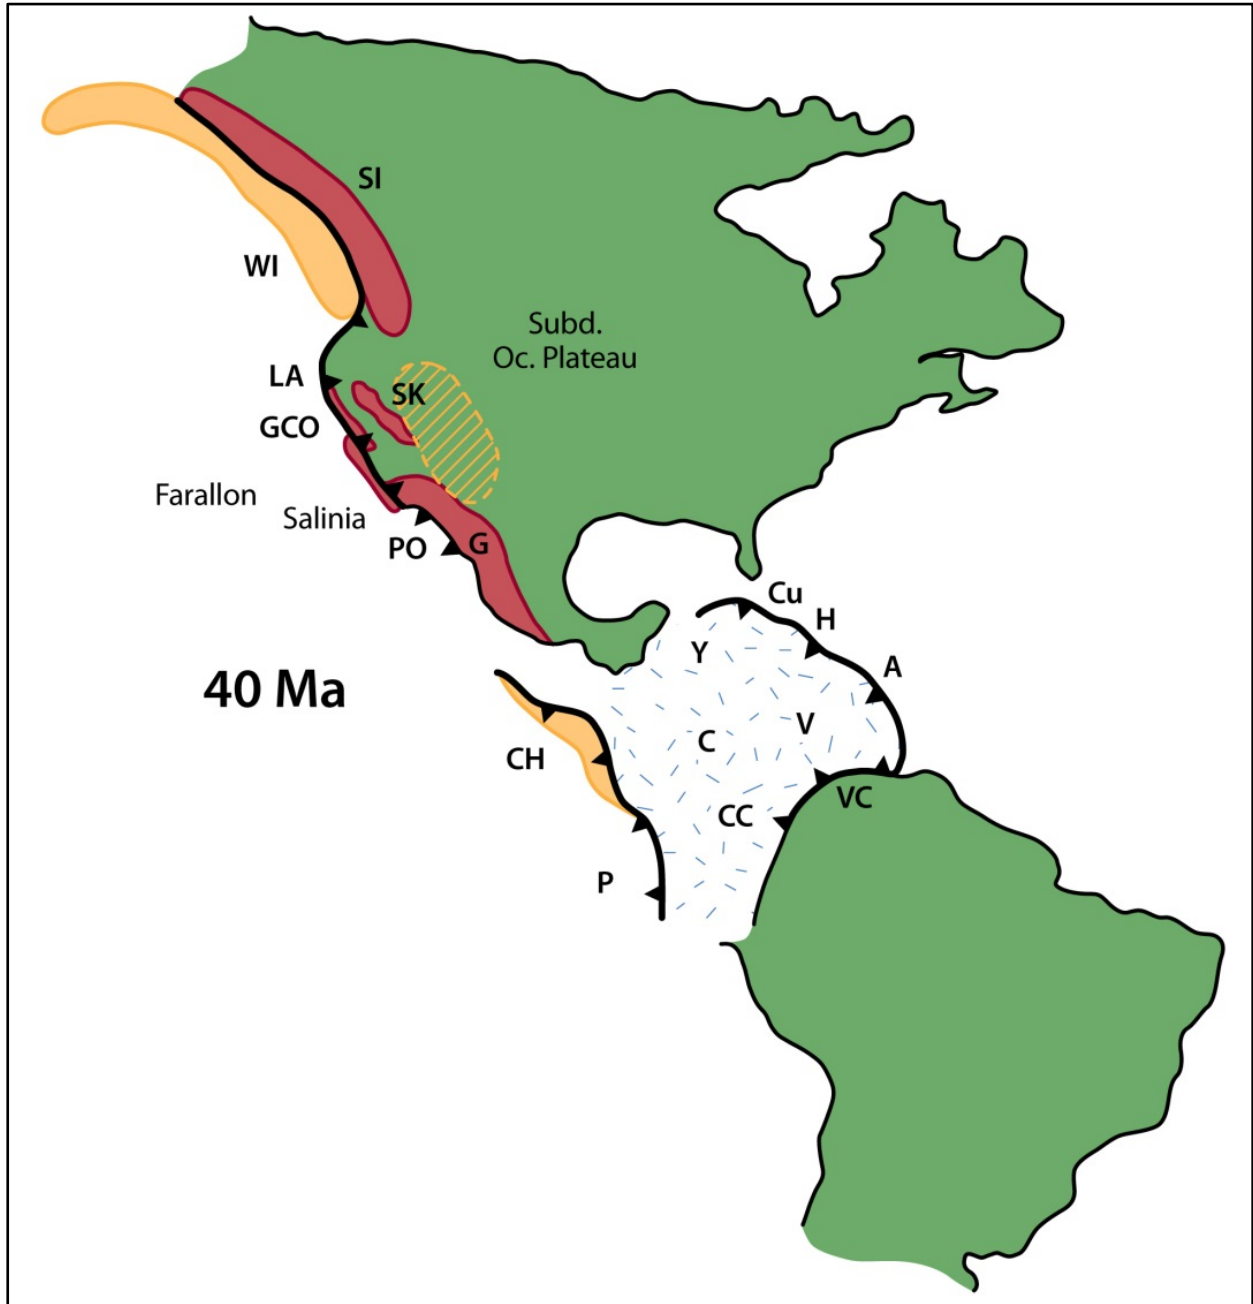 SI
WI
Subd.
Oc. Plateau
LA
SK
GCO
Farallon
Salinia
PO
G
Cu
H
Y
A
40 Ma
V
C
CH
VC
CC
P